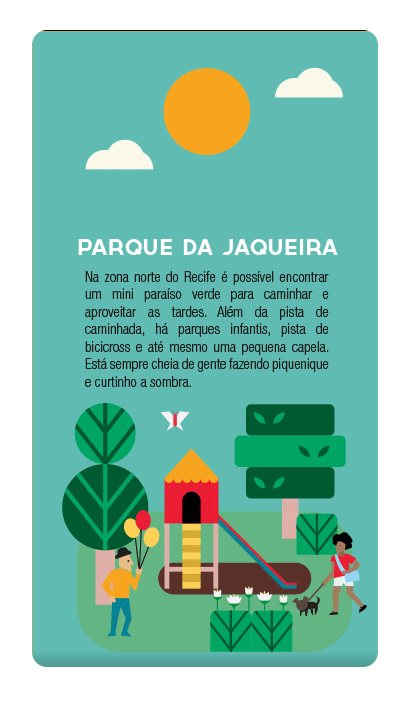 PARQUE DA JAQUEIRA
Na zona norte do Recife é possível encontrar
um mini paraíso verde para caminhar e
aproveitar as tardes. Além da pista de
caminhada, há parques infantis, pista de
bicicross e até mesmo uma pequena capela.
Está sempre cheia de gente fazendo piquenique
e curtinho a sombra.